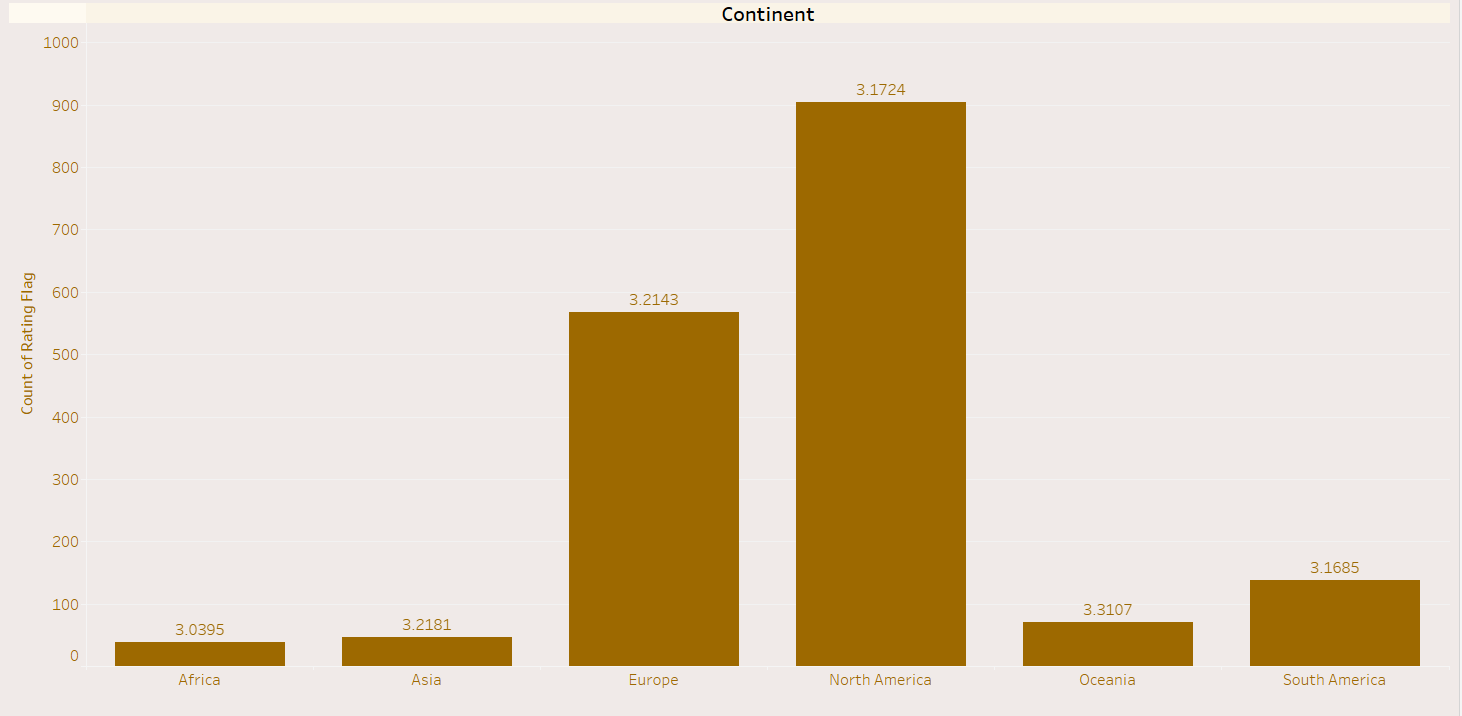 Continent
Count of Rating Flag
1000
900
800
700
600
500
400
300
200
100
0
3.0395
3.2181
3.2143
3.1724
3.3107
3.1685
Africa
Asia
Europe
North America
Oceania
South America